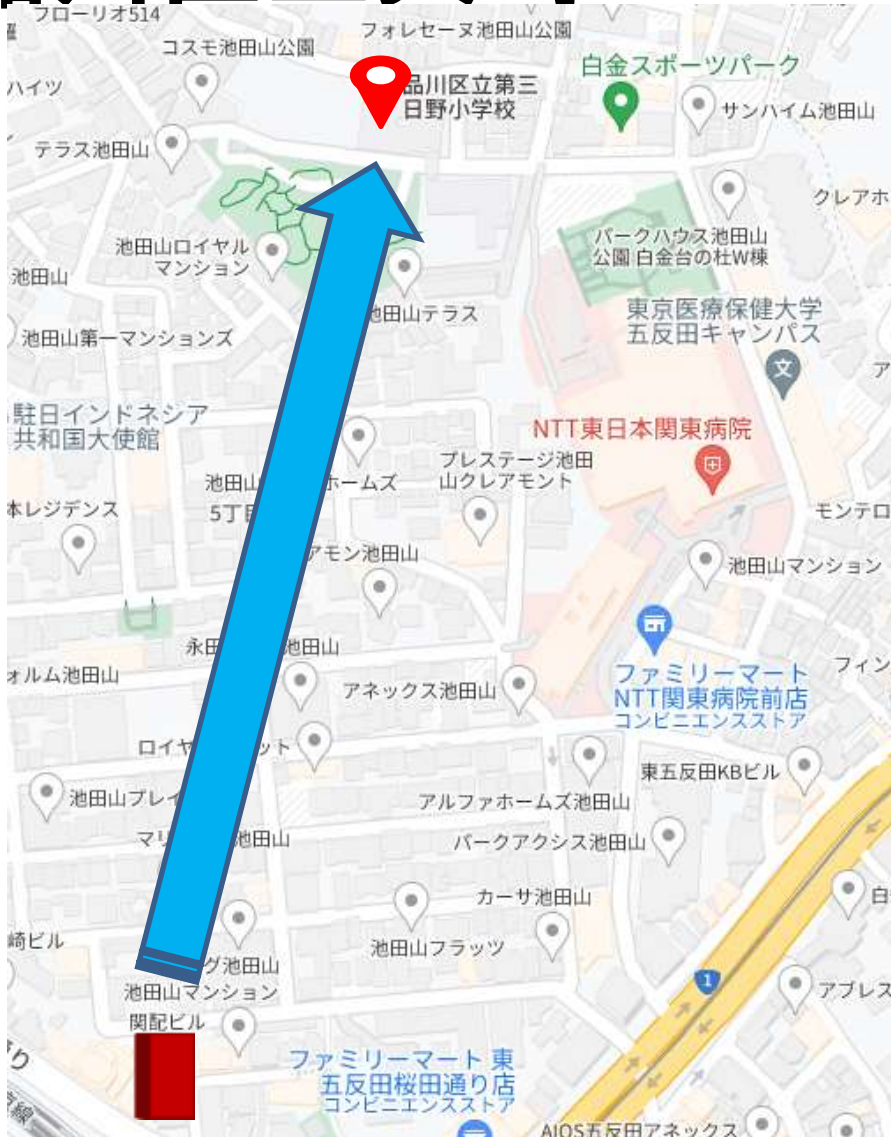 フローリオ514
フォレセーヌ池田山公園
コスモ池田山公園
白金スポーツパーク
ハイツ
品川区立第三
日野小学校
サンハイム池田山
テラス池田山
クレアホ
池田山ロイヤル
マンション
パークハウス池田山
公園 白金台の杜W棟
池田山
池田山テラス
東京医療保健大学
五反田キャンパス
池田山第一マンションズ
文
ア
駐日インドネシア
共和国大使館
NTT東日本関東病院
プレステージ池田
山クレアモント
池田山
ホームズ
5丁目
本レジデンス
モンテロ
アモン池田山
池田山マンション
永田
池田山
ォルム池田山
アネックス池田山
ファミリーマート
NTT関東病院前店
コンビニエンスストア
フィン
ロイヤ
ット
東五反田KBビル
池田山プレイ
アルファホームズ池田山
マリ
池田山
パークアクシス池田山
カーサ池田山
白
崎ビル
池田山フラッツ
グ池田山
池田山マンション
1
アブレス
関配ビル
り
ファミリーマート 東
五反田桜田通り店
コンビニエンスストア
線
AIOS五反田アネックス